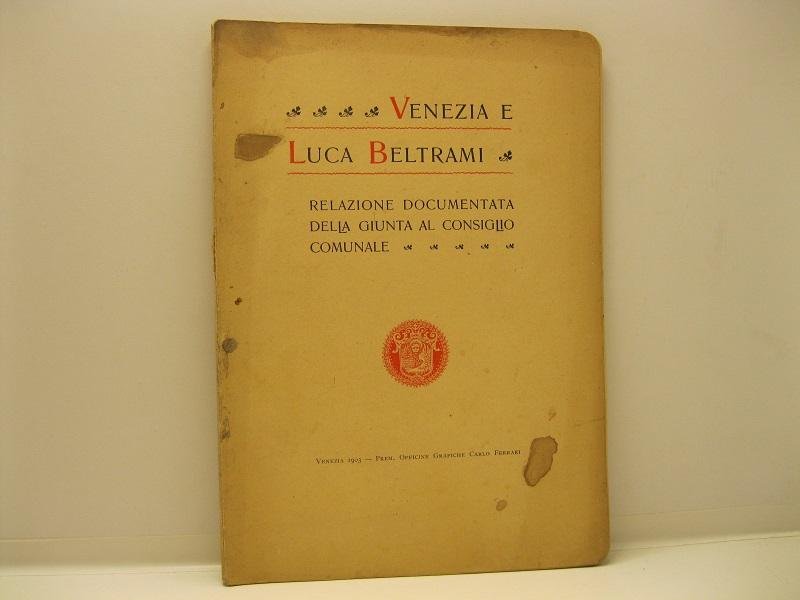 VENEZIA E
LUCA BELTRAMI
RELAZIONE DOCUMENTATA
DELLA GIUNTA AL CONSIGLIO
COMUNALE
VENEZIA 1903 — PREM. OFFICINE GRAFICHE CARLO FERRARI